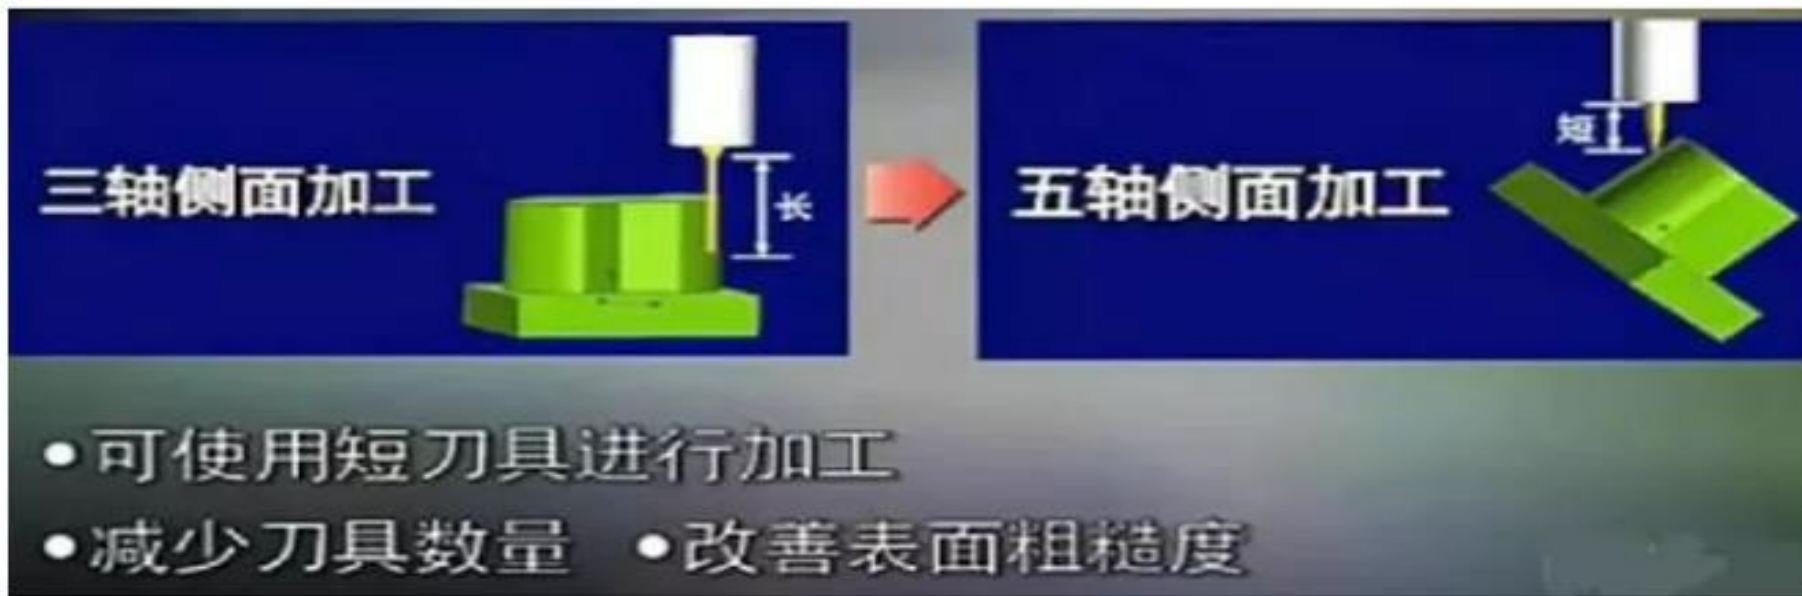 三轴侧面加工
长
五轴侧面加工
短
•可使用短刀具进行加工
•减少刀具数量 •改善表面粗糙度